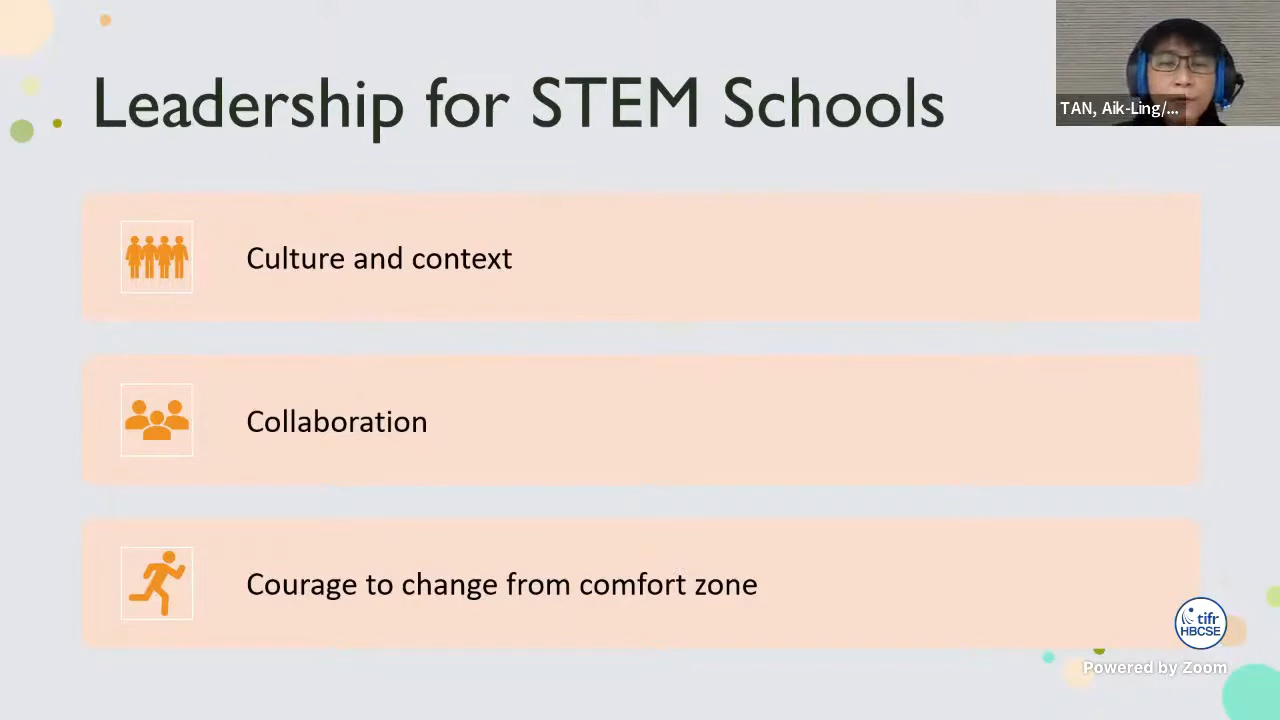 Leadership for STEM Schools
TAN, Aik-Ling/...
Culture and context
Collaboration
Courage to change from comfort zone
tifr
HBCSE
Powered by Zoom